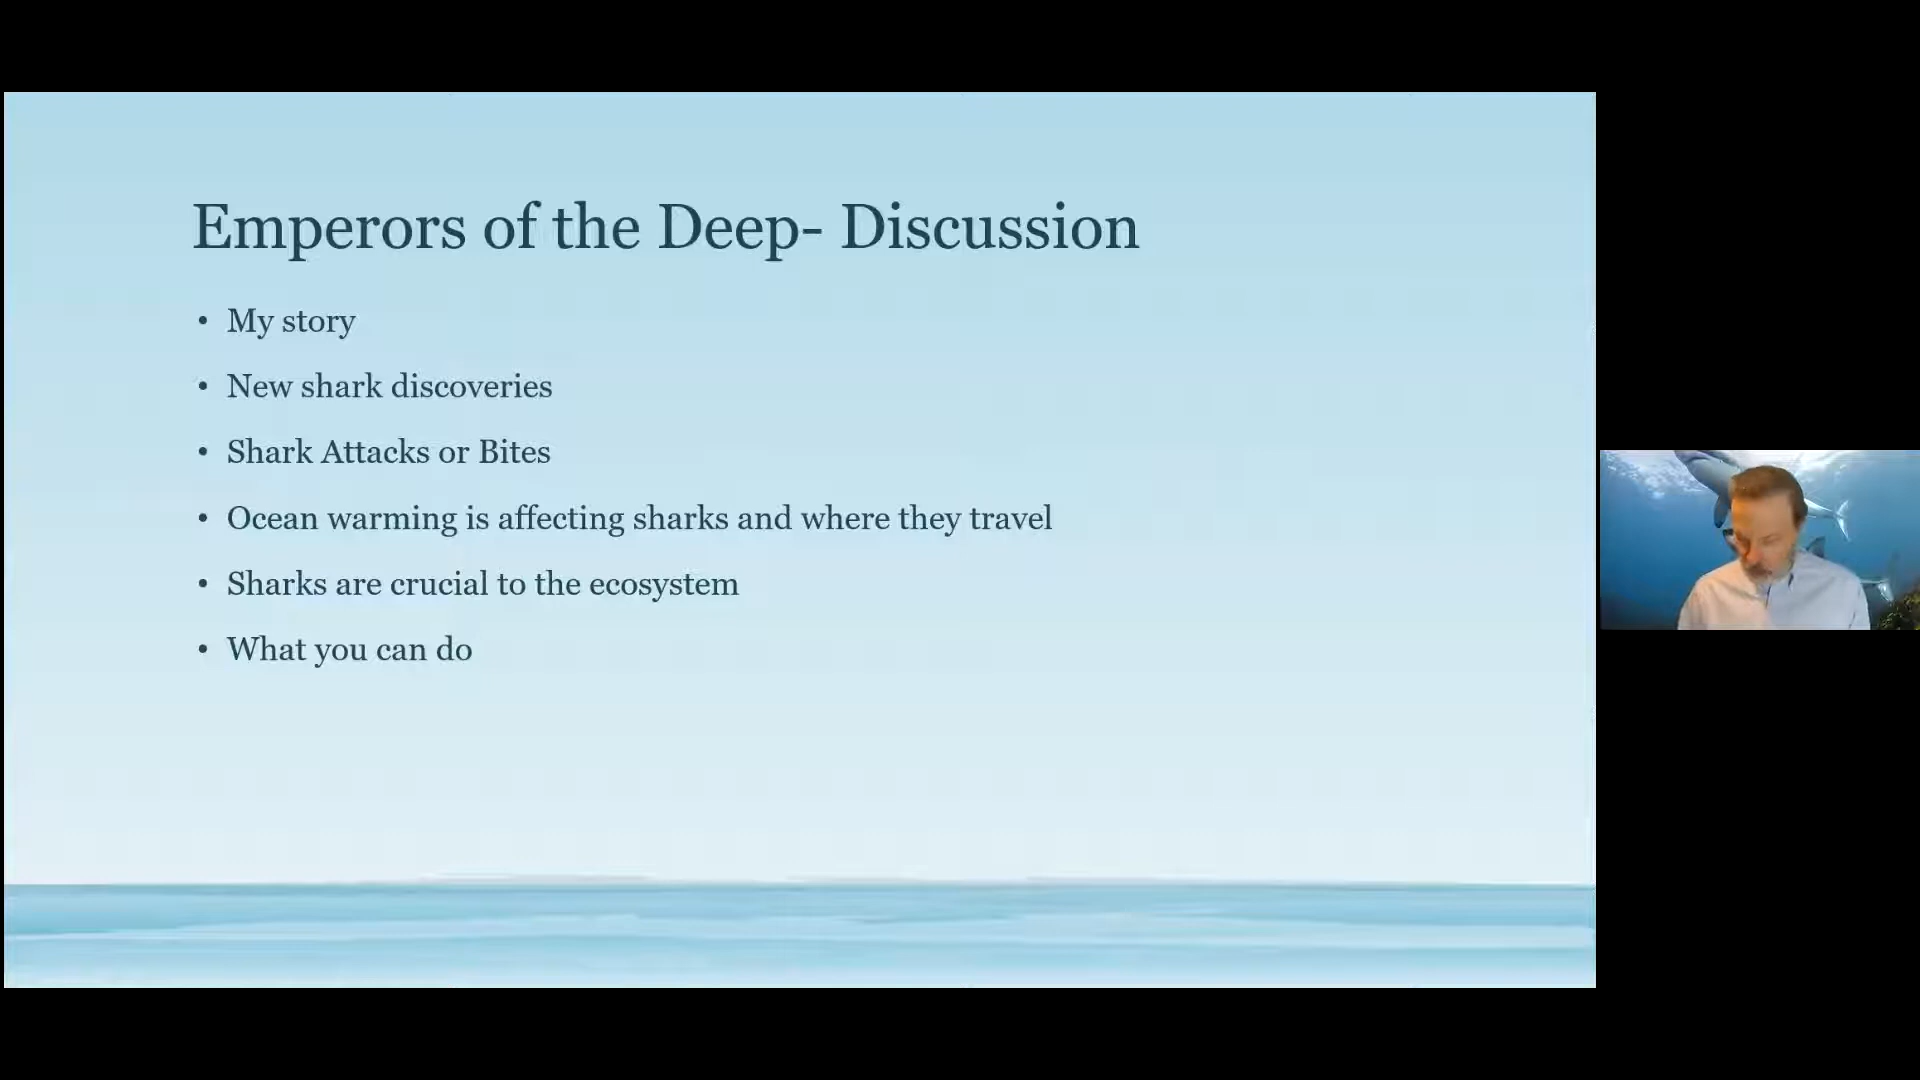 Emperors of the Deep- Discussion
• My story
• New shark discoveries
• Shark Attacks or Bites
• Ocean warming is affecting sharks and where they travel
• Sharks are crucial to the ecosystem
• What you can do